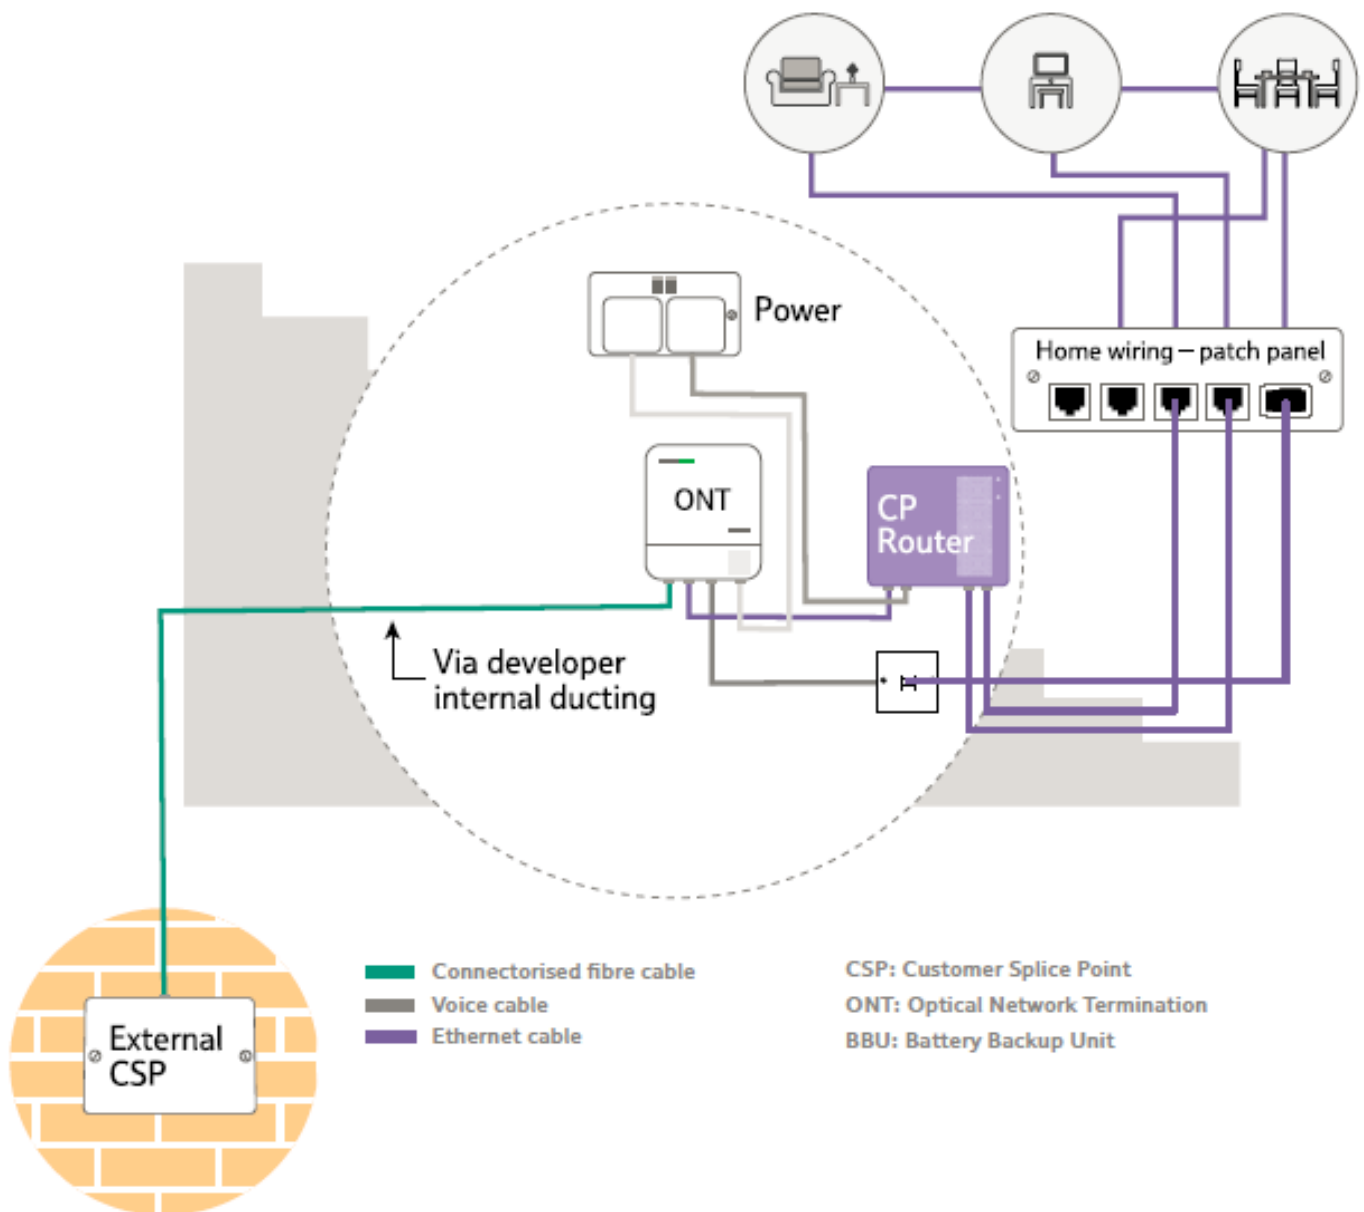 Power
Home wiring – patch panel
ONT
CP
Router
Via developer
internal ducting
External
CSP
Connectorised fibre cable
Voice cable
Ethernet cable
CSP: Customer Splice Point
ONT: Optical Network Termination
BBU: Battery Backup Unit